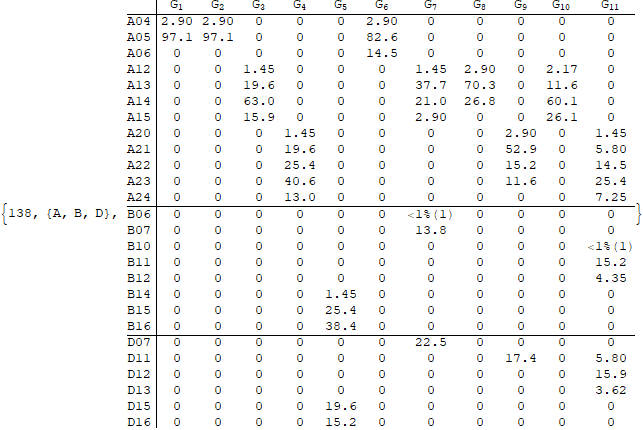 G1 G2 G3 G4 G5 G6 G7 G8 G9 G10 G11
A04 2.90 2.90 0 0 0 2.90 0 0 0 0 0
A05 97.1 97.1 0 0 0 82.6 0 0 0 0 0
A06 0 0 0 0 0 14.5 0 0 0 0 0
A12 0 0 1.45 0 0 0 1.45 2.90 0 2.17 0
A13 0 0 19.6 0 0 0 37.7 70.3 0 11.6 0
A14 0 0 63.0 0 0 0 21.0 26.8 0 60.1 0
A15 0 0 15.9 0 0 0 2.90 0 0 26.1 0
A20 0 0 0 1.45 0 0 0 0 2.90 0 1.45
A21 0 0 0 19.6 0 0 0 0 52.9 0 5.80
A22 0 0 0 25.4 0 0 0 0 15.2 0 14.5
A23 0 0 0 40.6 0 0 0 0 11.6 0 25.4
A24 0 0 0 13.0 0 0 0 0 0 0 7.25
{138, {A, B, D}, B06 0 0 0 0 0 0 <1%(1) 0 0 0 0 }
B07 0 0 0 0 0 0 13.8 0 0 0 0
B10 0 0 0 0 0 0 0 0 0 0 <1%(1)
B11 0 0 0 0 0 0 0 0 0 0 15.2
B12 0 0 0 0 0 0 0 0 0 0 4.35
B14 0 0 0 0 1.45 0 0 0 0 0 0
B15 0 0 0 0 25.4 0 0 0 0 0 0
B16 0 0 0 0 38.4 0 0 0 0 0 0
D07 0 0 0 0 0 0 22.5 0 0 0 0
D11 0 0 0 0 0 0 0 0 17.4 0 5.80
D12 0 0 0 0 0 0 0 0 0 0 15.9
D13 0 0 0 0 0 0 0 0 0 0 3.62
D15 0 0 0 0 19.6 0 0 0 0 0 0
D16 0 0 0 0 15.2 0 0 0 0 0 0